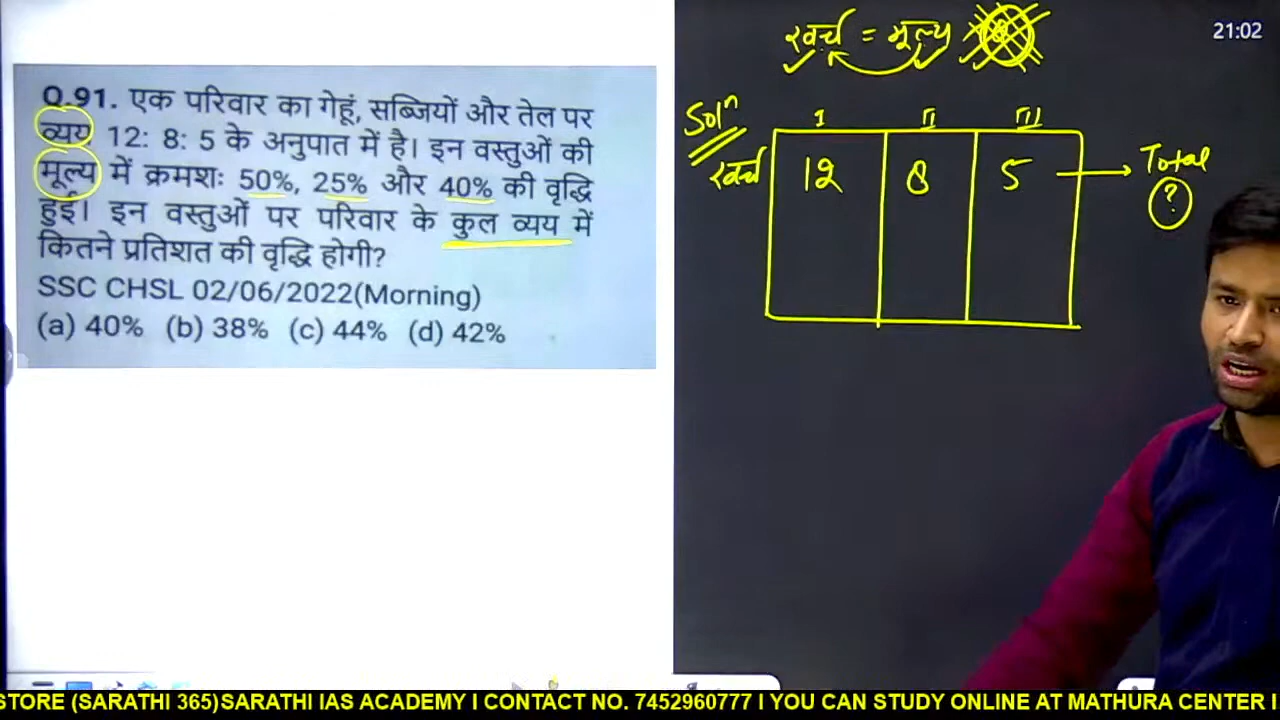 21:02
खर्च = मूल्य
Q.91. एक परिवार का गेहूं, सब्जियों और तेल पर
व्यय 12: 8: 5 के अनुपात में है। इन वस्तुओं की
मूल्य में क्रमशः 50%, 25% और 40% की वृद्धि
हुई। इन वस्तुओं पर परिवार के कुल व्यय में
कितने प्रतिशत की वृद्धि होगी?
SSC CHSL 02/06/2022(Morning)
(a) 40% (b) 38% (c) 44% (d) 42%
Solⁿ
I II III
खर्च 12 8 5 → Total
?
STORE (SARATHI 365)SARATHI IAS ACADEMY I CONTACT NO. 7452960777 I YOU CAN STUDY ONLINE AT MATHURA CENTER I